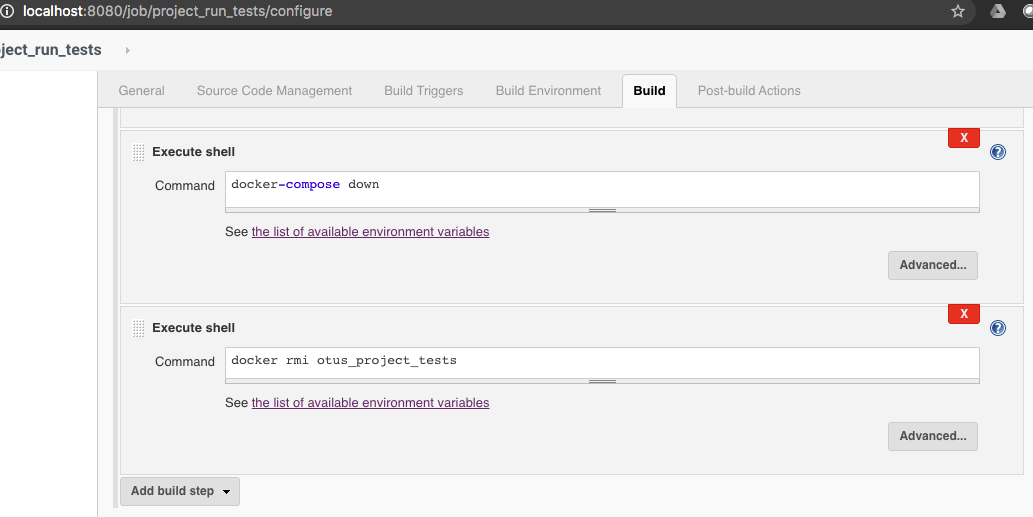 localhost:8080/job/project_run_tests/configure
ject_run_tests
General Source Code Management Build Triggers Build Environment Build Post-build Actions
X
Execute shell
?
Command docker-compose down
See the list of available environment variables
Advanced...
X
Execute shell
?
Command docker rmi otus_project_tests
See the list of available environment variables
Advanced...
Add build step